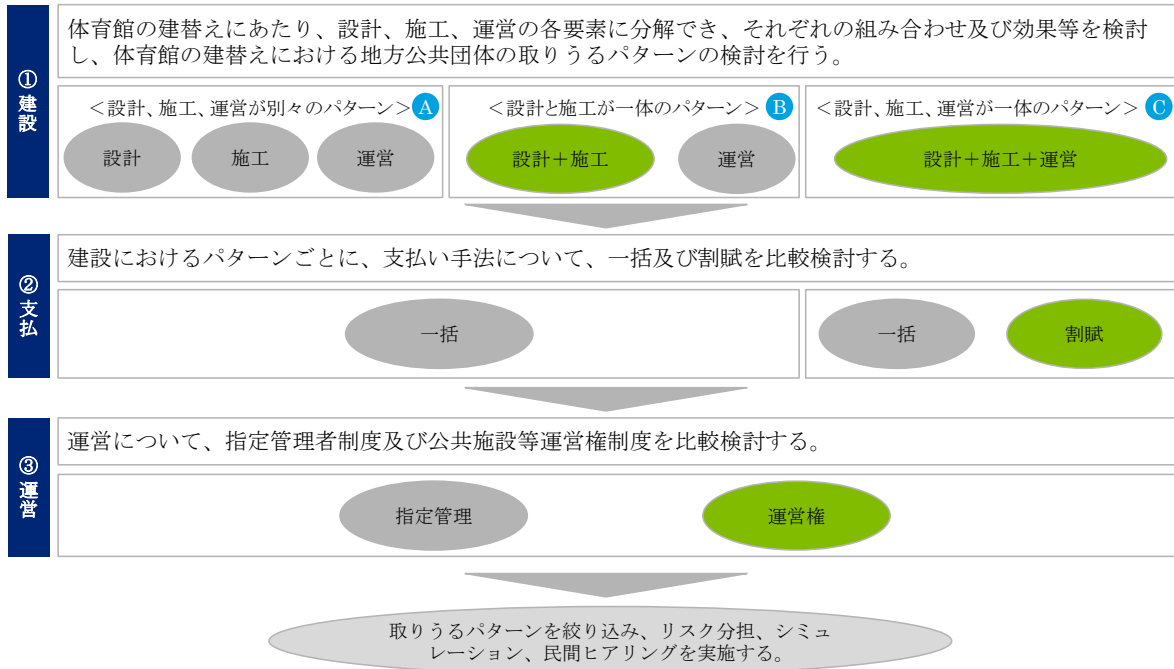 ① 建設
体育館の建替えにあたり、設計、施工、運営の各要素に分解でき、それぞれの組み合わせ及び効果等を検討
し、体育館の建替えにおける地方公共団体の取りうるパターンの検討を行う。
<設計、施工、運営が別々のパターン> A
設計
施工
運営
<設計と施工が一体のパターン> B
設計+施工
運営
<設計、施工、運営が一体のパターン> C
設計+施工+運営
② 支払
建設におけるパターンごとに、支払い手法について、一括及び割賦を比較検討する。
一括
一括
割賦
③ 運営
運営について、指定管理者制度及び公共施設等運営権制度を比較検討する。
指定管理
運営権
取りうるパターンを絞り込み、リスク分担、シミュ
レーション、民間ヒアリングを実施する。